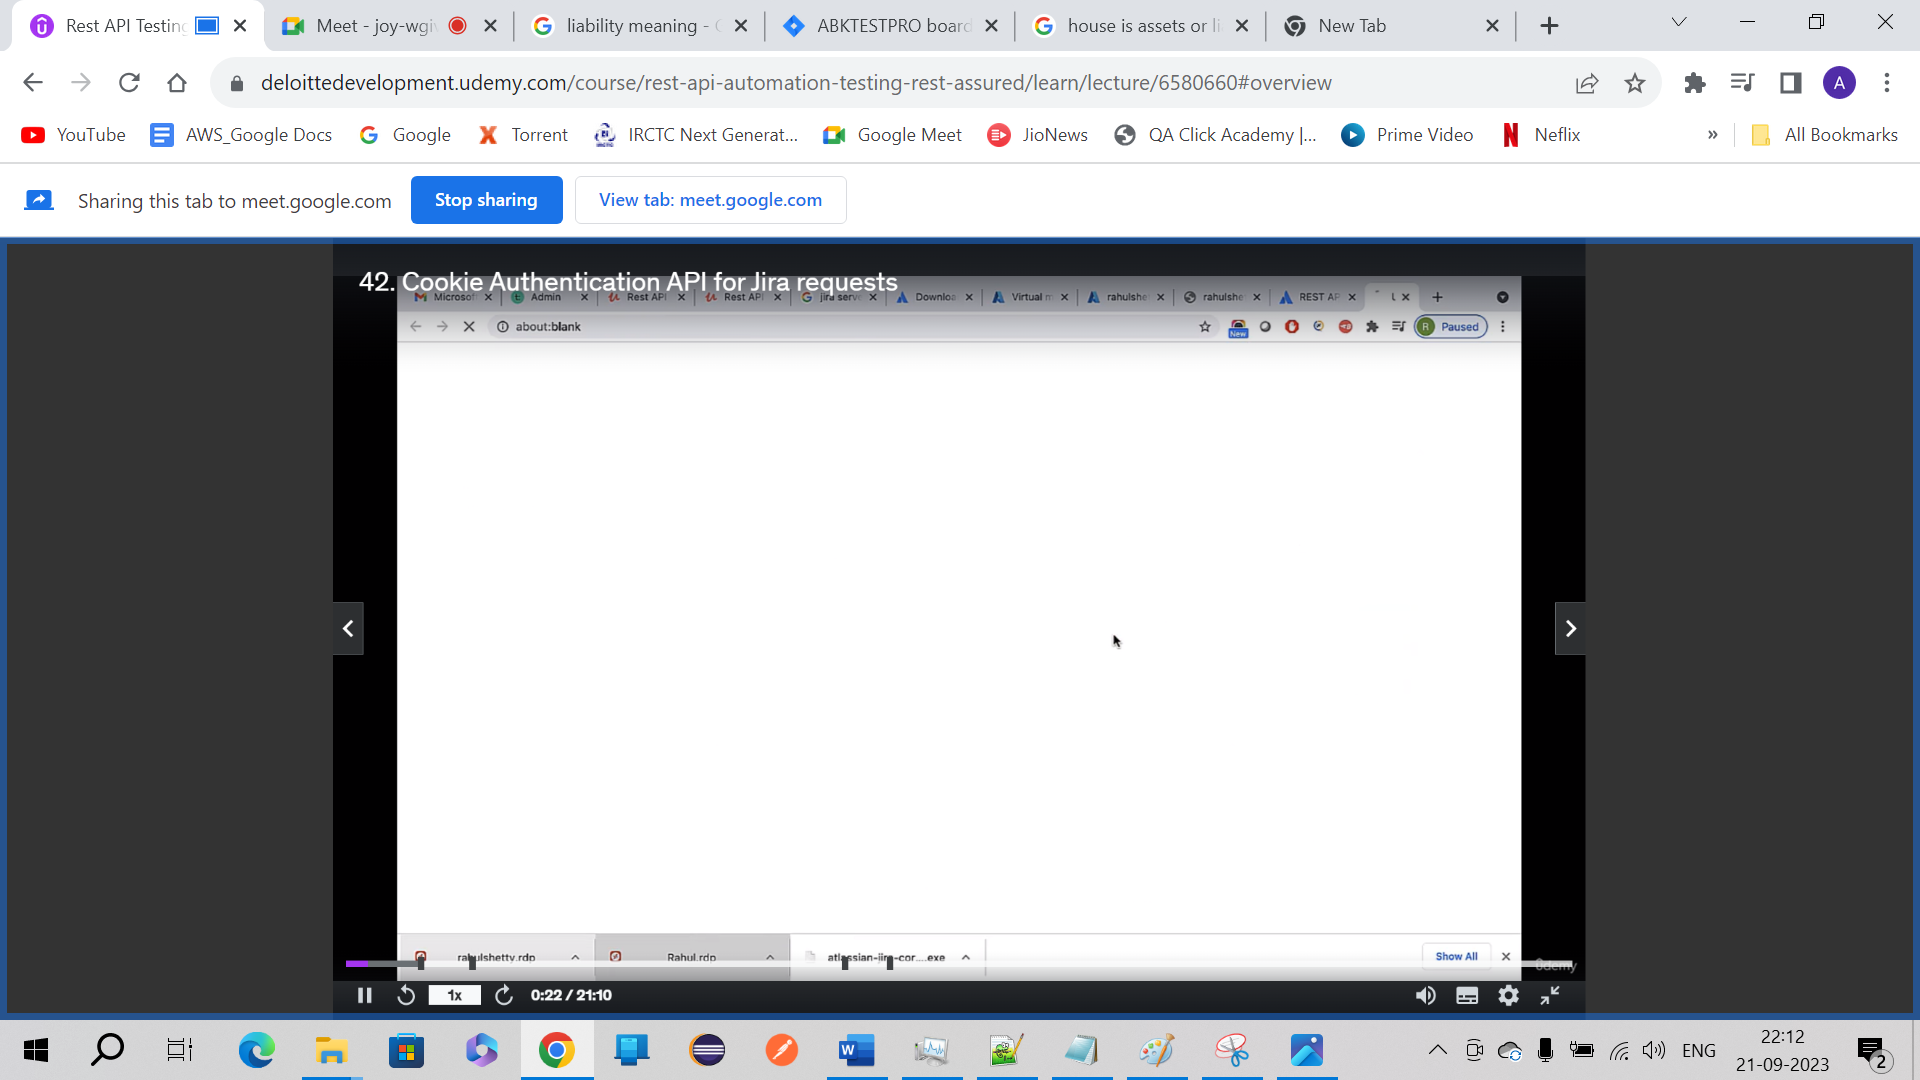 Rest API Testing
Meet - joy-wgiv
liability meaning - G
ABKTESTPRO board
house is assets or li
New Tab
deloittedevelopment.udemy.com/course/rest-api-automation-testing-rest-assured/learn/lecture/6580660#overview
A
YouTube
AWS_Google Docs
Google
Torrent
IRCTC Next Generat...
Google Meet
JioNews
QA Click Academy |...
Prime Video
Neflix
»
All Bookmarks
Sharing this tab to meet.google.com
Stop sharing
View tab: meet.google.com
42. Cookie Authentication API for Jira requests
Microsof
Admin
Rest API
Rest API
jira serve
Downloa
Virtual m
rahulshe
rahulshe
REST AP
about:blank
New
R Paused
rahulshetty.rdp
Rahul.rdp
atlassian-jira-cor....exe
Show All
ûdemy
1x
0:22 / 21:10
ENG
22:12
21-09-2023
2